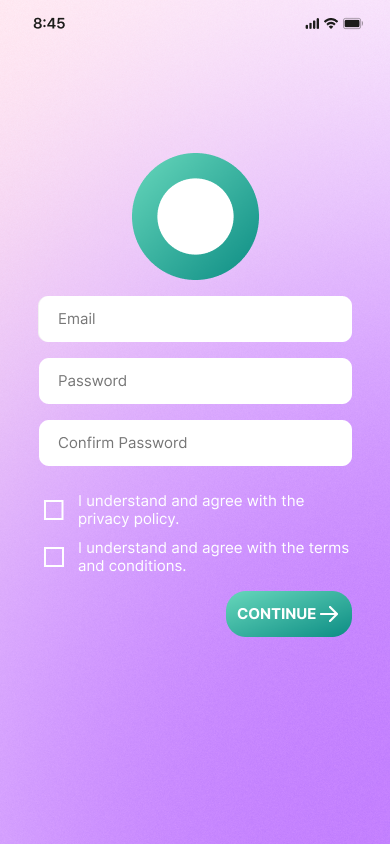 8:45
Email
Password
Confirm Password
I understand and agree with the
privacy policy.
I understand and agree with the terms
and conditions.
CONTINUE